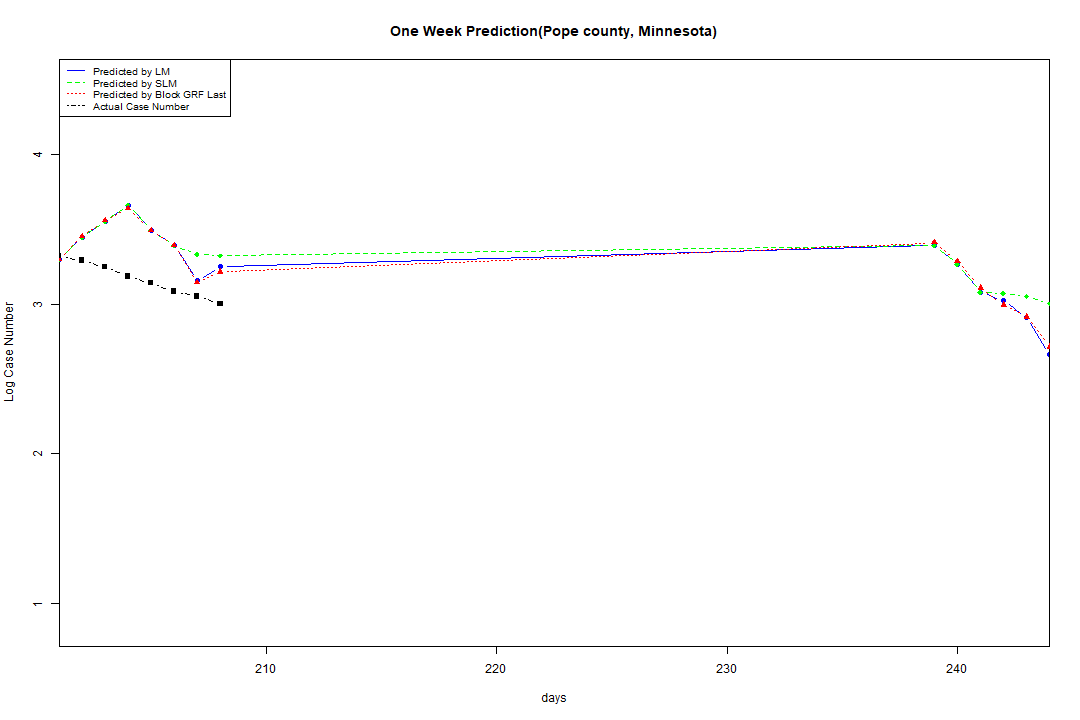 One Week Prediction(Pope county, Minnesota)
Predicted by LM
Predicted by SLM
Predicted by Block GRF Last
Actual Case Number
4
3
2
1
Log Case Number
210 220 230 240
days